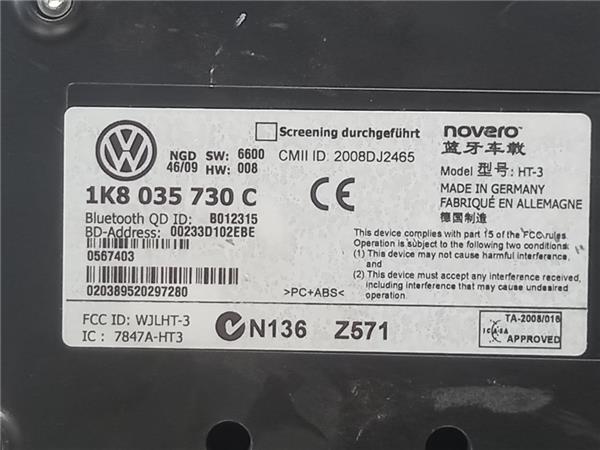 Screening durchgeführt
novero
蓝牙车载
NGD SW: 6600
46/09 HW: 008
CMII ID: 2008DJ2465
Model 型号: HT-3
1K8 035 730 C
CE
MADE IN GERMANY
FABRIQUÉ EN ALLEMAGNE
德国制造
Bluetooth QD ID: B012315
BD-Address: 00233D102EBE
0567403
020389520297280
>PC+ABS<
This device complies with part 15 of the FCC rules.
Operation is subject to the following two conditions:
(1) This device may not cause harmful interference,
and
(2) This device must accept any interference received,
including interference that may cause undesired
operation.
FCC ID: WJLHT-3
IC : 7847A-HT3
N136 Z571
TA-2008/016
ICASA
APPROVED